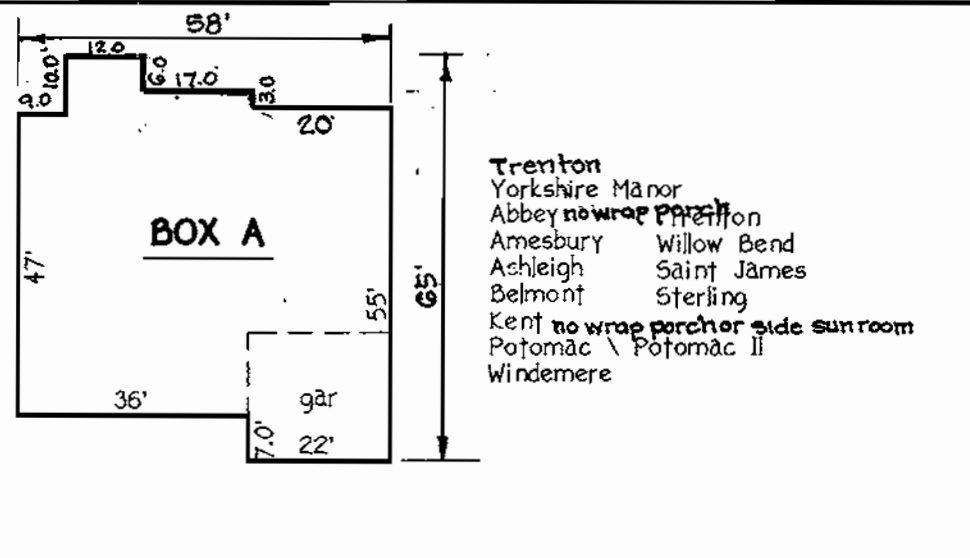 58'
12.0
10.0'
6.0
17.0'
3.0
9.0
20'
BOX A
47'
55'
65'
36'
gar
7.0'
22'
Trenton
Yorkshire Manor
Abbey no wrap porch
Amesbury Willow Bend
Ashleigh Saint James
Belmont Sterling
Kent no wrap porch or side sunroom
Potomac \ Potomac II
Windemere